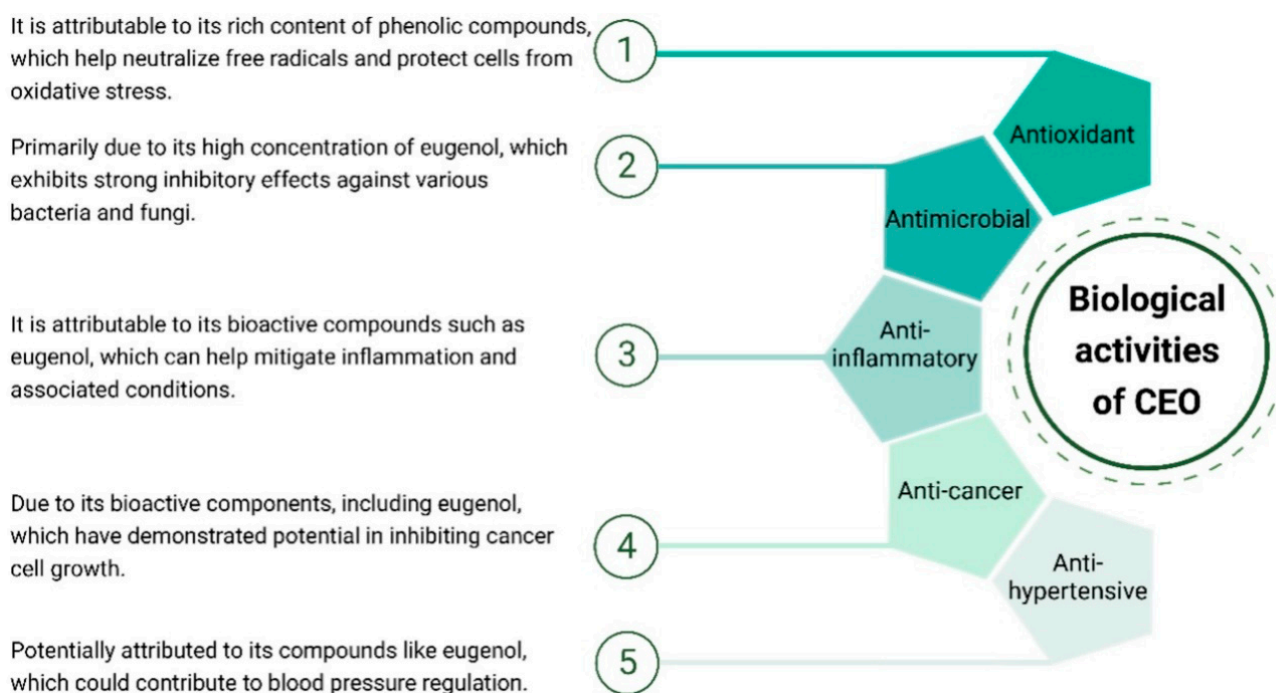 It is attributable to its rich content of phenolic compounds,
which help neutralize free radicals and protect cells from
oxidative stress.
1
Antioxidant
Primarily due to its high concentration of eugenol, which
exhibits strong inhibitory effects against various
bacteria and fungi.
2
Antimicrobial
It is attributable to its bioactive compounds such as
eugenol, which can help mitigate inflammation and
associated conditions.
3
Anti-
inflammatory
Biological
activities
of CEO
Due to its bioactive components, including eugenol,
which have demonstrated potential in inhibiting cancer
cell growth.
4
Anti-cancer
Potentially attributed to its compounds like eugenol,
which could contribute to blood pressure regulation.
5
Anti-
hypertensive